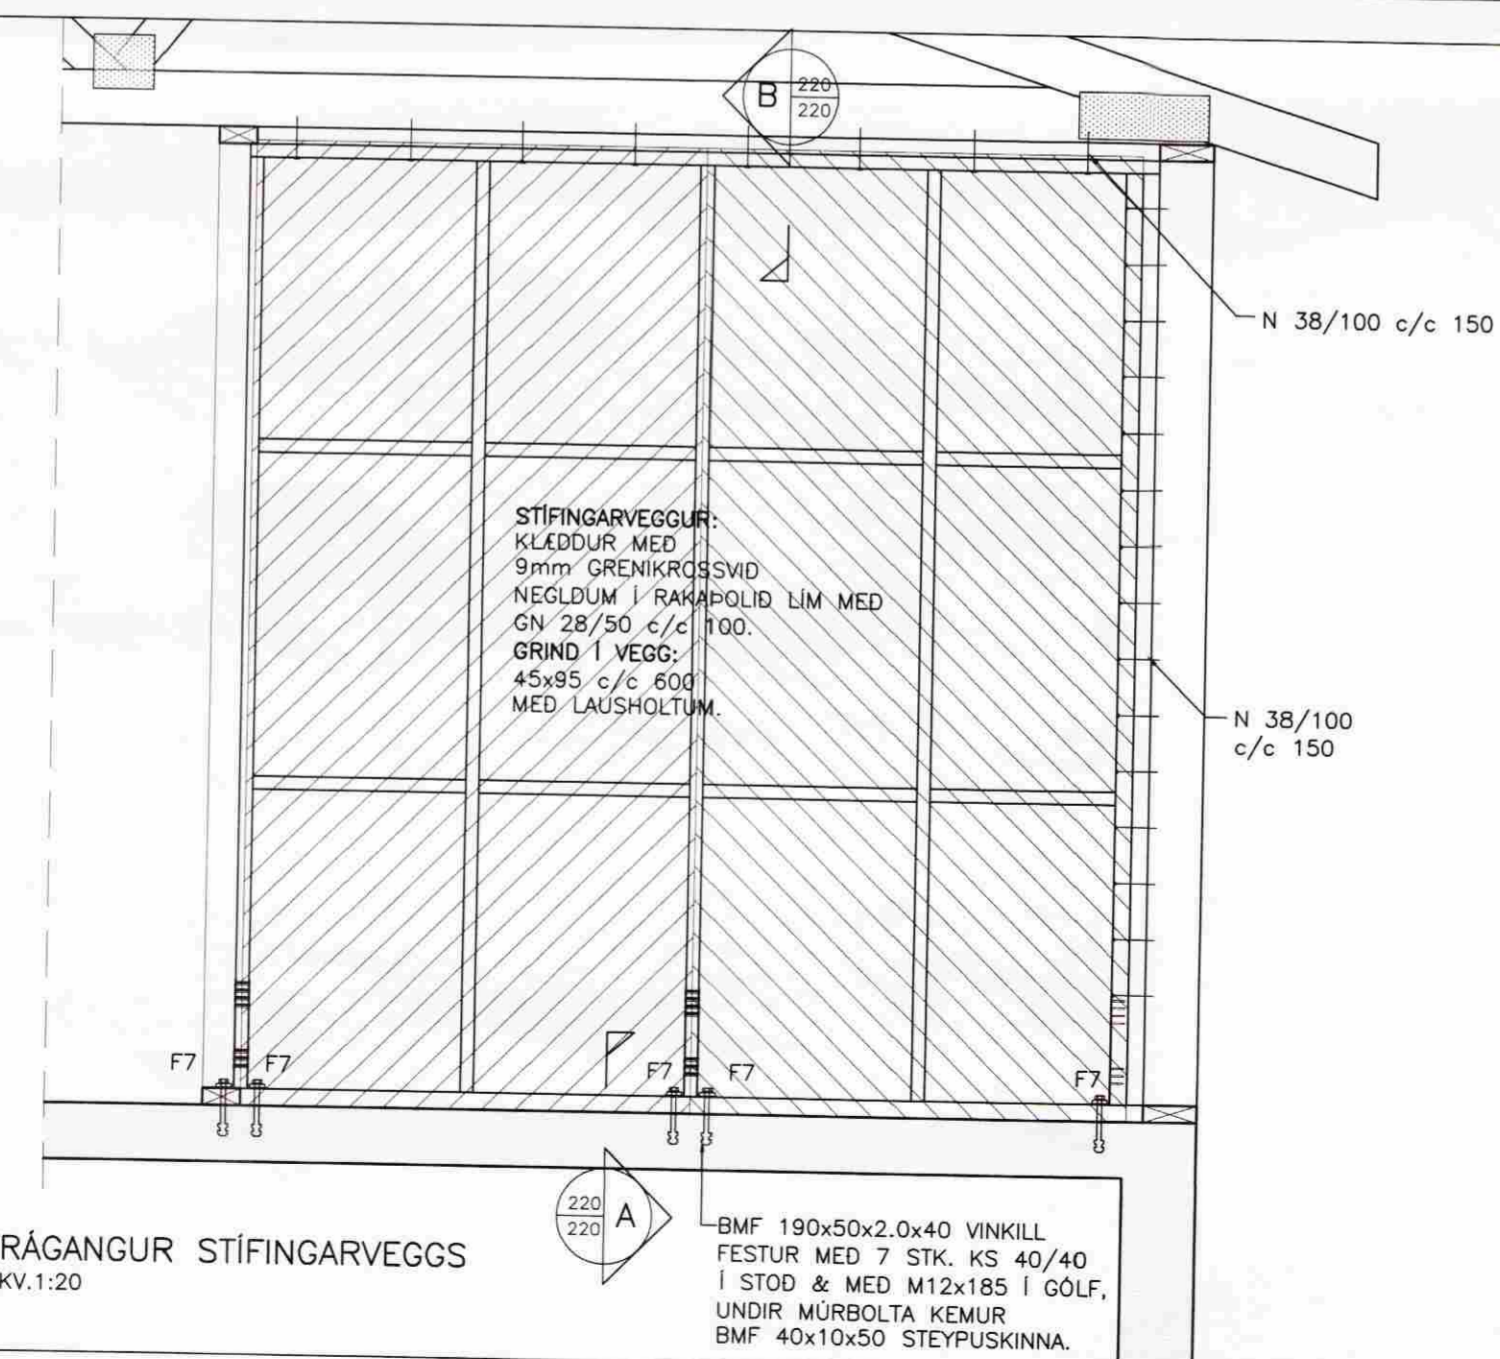 B
220
220
N 38/100 c/c 150
STÍFINGARVEGGUR:
KLÆDDUR MEÐ
9mm GRENIKROSSVIÐ
NEGLDUM Í RAKAÞOLIÐ LÍM MEÐ
GN 28/50 c/c 100.
GRIND Í VEGG:
45x95 c/c 600
MEÐ LAUSHOLTUM.
N 38/100
c/c 150
F7
F7
F7
F7
F7
220
220
A
BMF 190x50x2.0x40 VINKILL
FESTUR MEÐ 7 STK. KS 40/40
Í STOÐ & MEÐ M12x185 Í GÓLF,
UNDIR MÚRBOLTA KEMUR
BMF 40x10x50 STEYPUSKINNA.
RÁGANGUR STÍFINGARVEGGS
KV.1:20